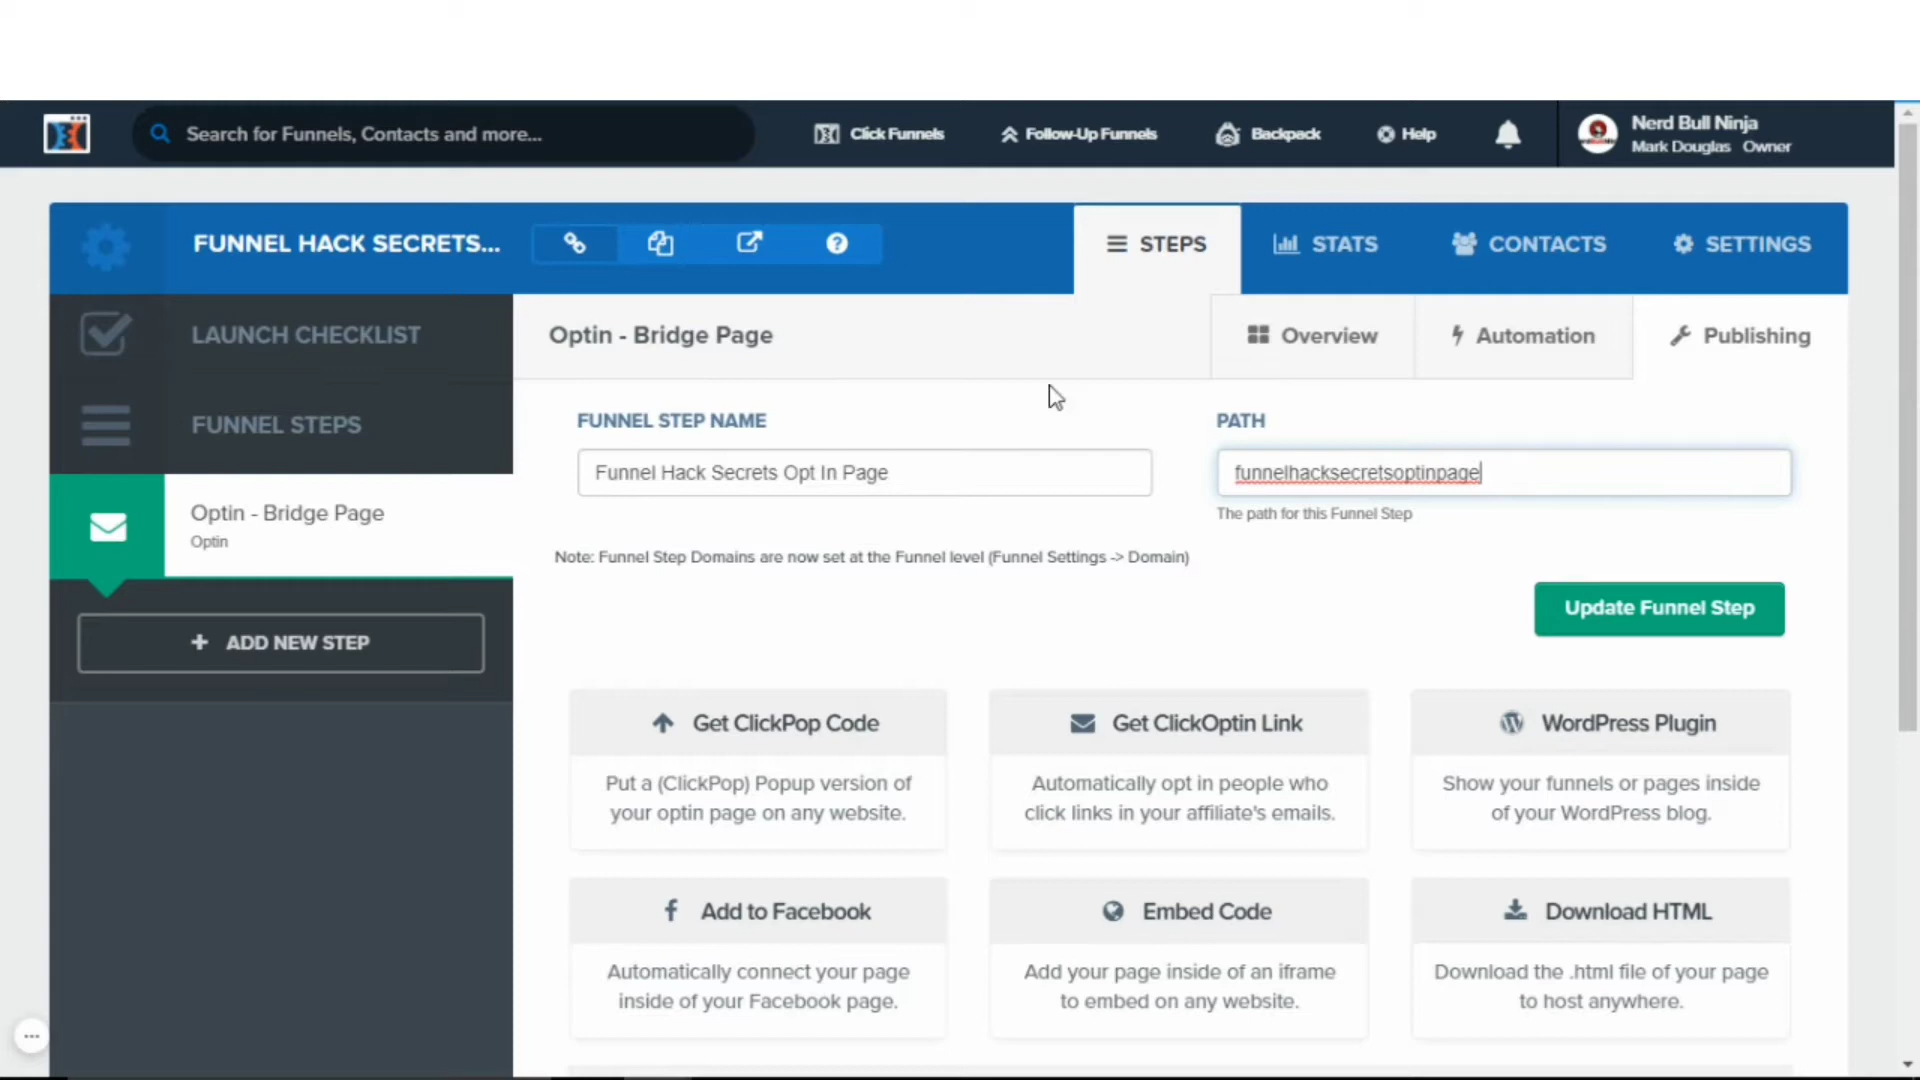 Search for Funnels, Contacts and more...
Click Funnels
Follow-Up Funnels
Backpack
Help
Nerd Bull Ninja
Mark Douglas Owner
FUNNEL HACK SECRETS...
STEPS
STATS
CONTACTS
SETTINGS
LAUNCH CHECKLIST
FUNNEL STEPS
Optin - Bridge Page
Optin
+ ADD NEW STEP
Optin - Bridge Page
Overview
Automation
Publishing
FUNNEL STEP NAME
Funnel Hack Secrets Opt In Page
PATH
funnelhacksecretsoptinpage
The path for this Funnel Step
Note: Funnel Step Domains are now set at the Funnel level (Funnel Settings -> Domain)
Update Funnel Step
Get ClickPop Code
Put a (ClickPop) Popup version of
your optin page on any website.
Get ClickOptin Link
Automatically opt in people who
click links in your affiliate's emails.
WordPress Plugin
Show your funnels or pages inside
of your WordPress blog.
Add to Facebook
Automatically connect your page
inside of your Facebook page.
Embed Code
Add your page inside of an iframe
to embed on any website.
Download HTML
Download the .html file of your page
to host anywhere.